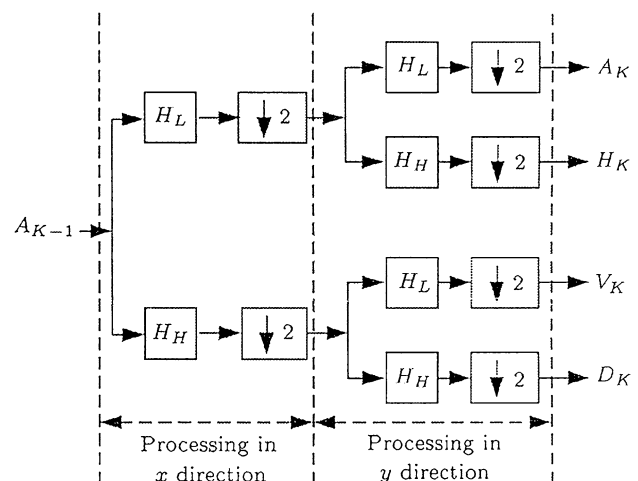 H_L ↓ 2 A_K
H_L ↓ 2
H_H ↓ 2 H_K
A_{K-1}
H_L ↓ 2 V_K
H_H ↓ 2
H_H ↓ 2 D_K
Processing in
x direction
Processing in
y direction